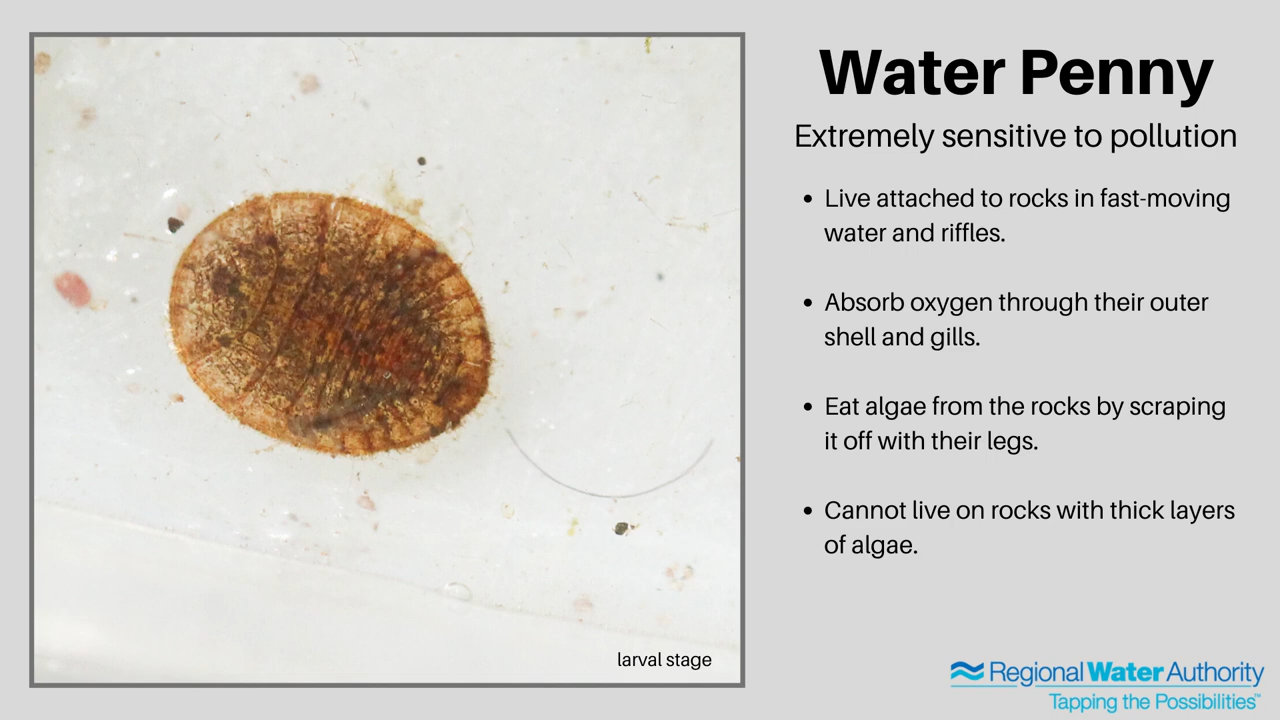 Water Penny
Extremely sensitive to pollution
• Live attached to rocks in fast-moving
water and riffles.
• Absorb oxygen through their outer
shell and gills.
• Eat algae from the rocks by scraping
it off with their legs.
• Cannot live on rocks with thick layers
of algae.
larval stage
Regional Water Authority
Tapping the Possibilities™